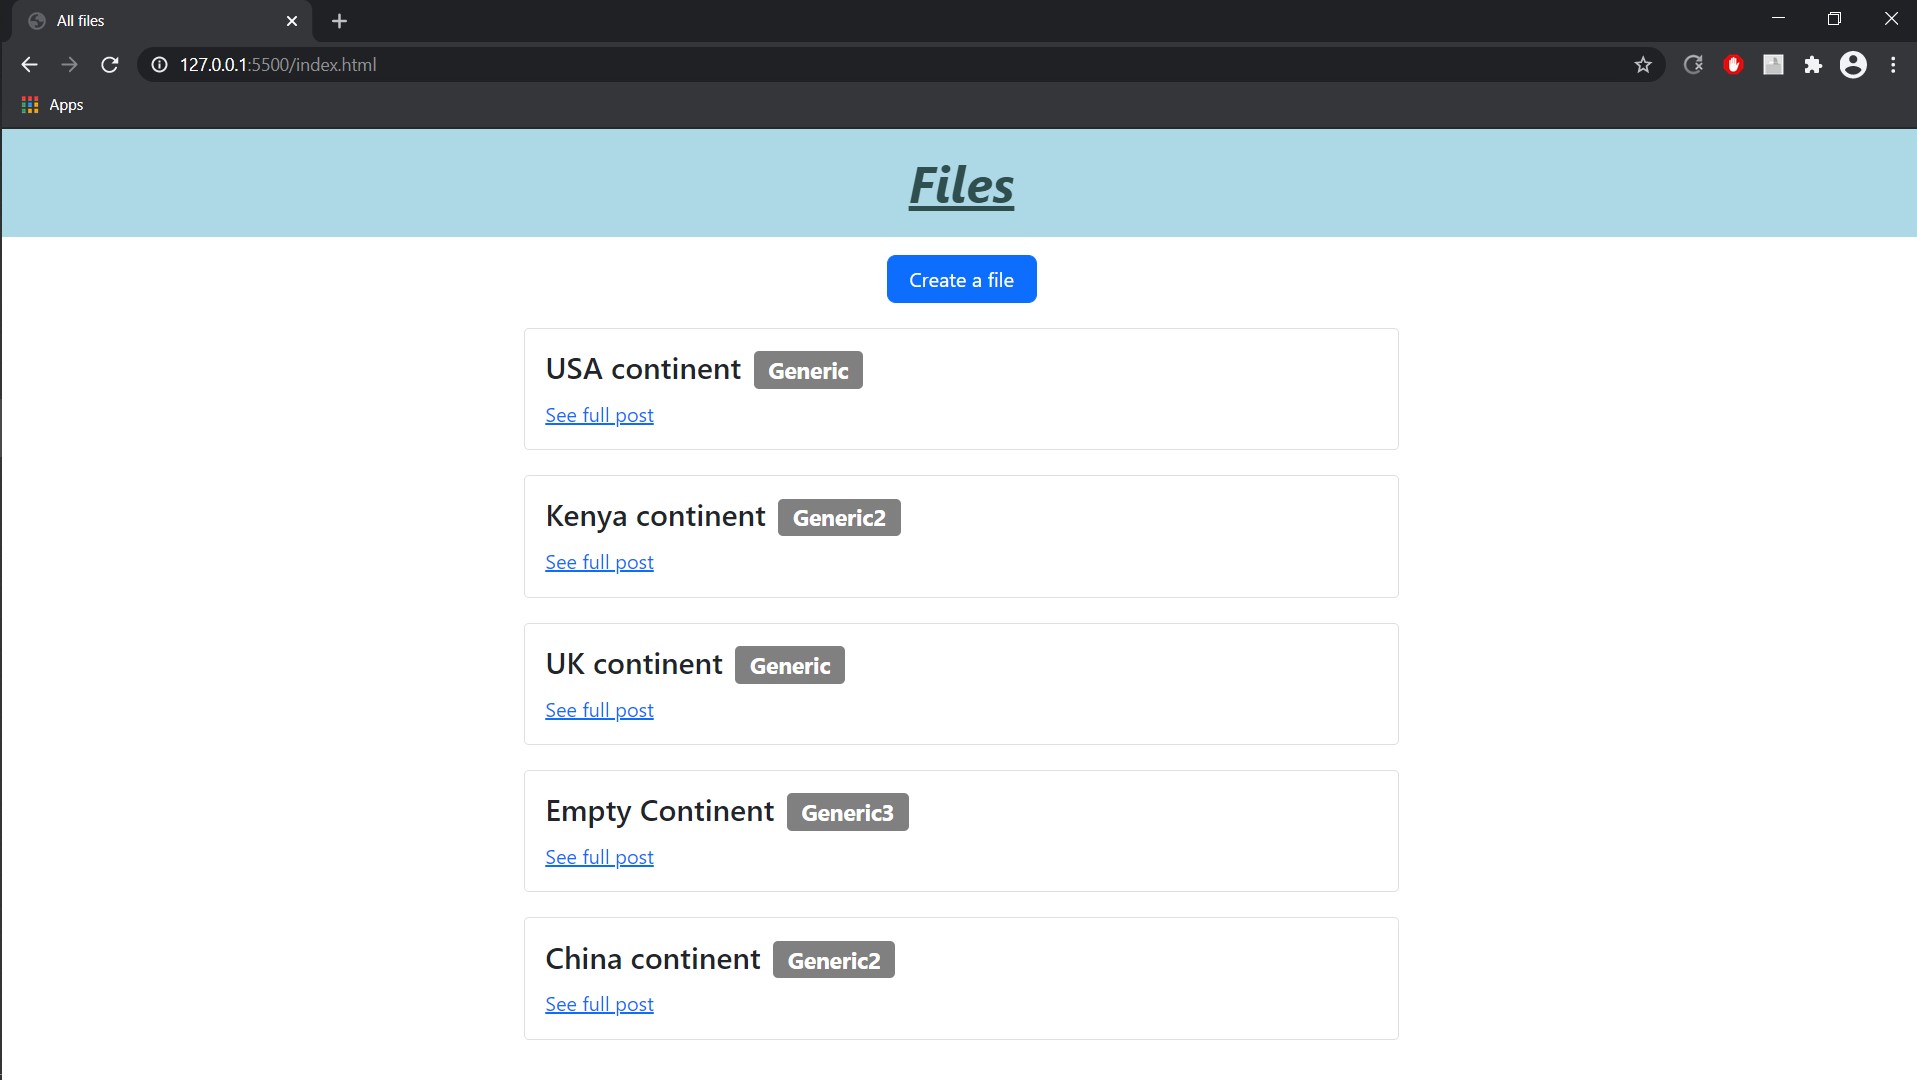 All files
127.0.0.1:5500/index.html
Apps
Files
Create a file
USA continent Generic
See full post
Kenya continent Generic2
See full post
UK continent Generic
See full post
Empty Continent Generic3
See full post
China continent Generic2
See full post